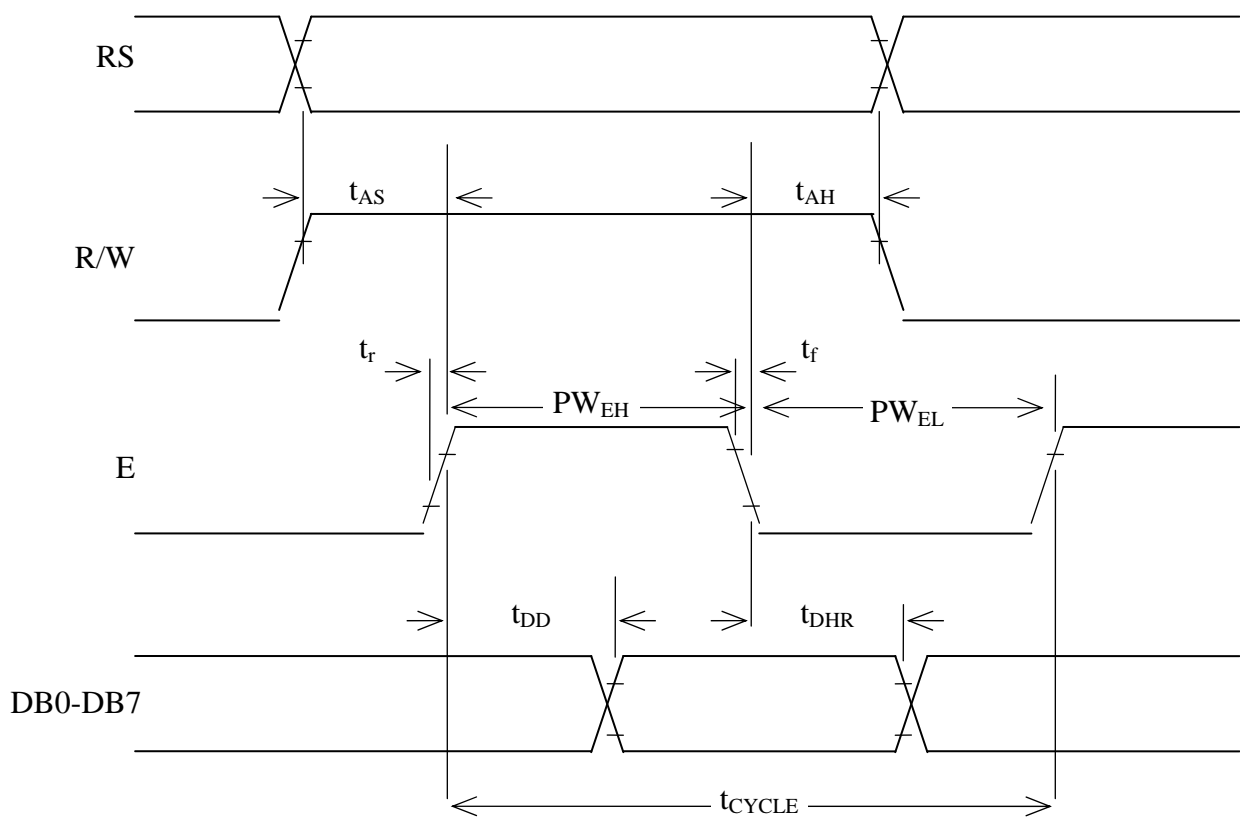 RS
t_AS
t_AH
R/W
t_r
t_f
PW_EH
PW_EL
E
t_DD
t_DHR
DB0-DB7
t_CYCLE